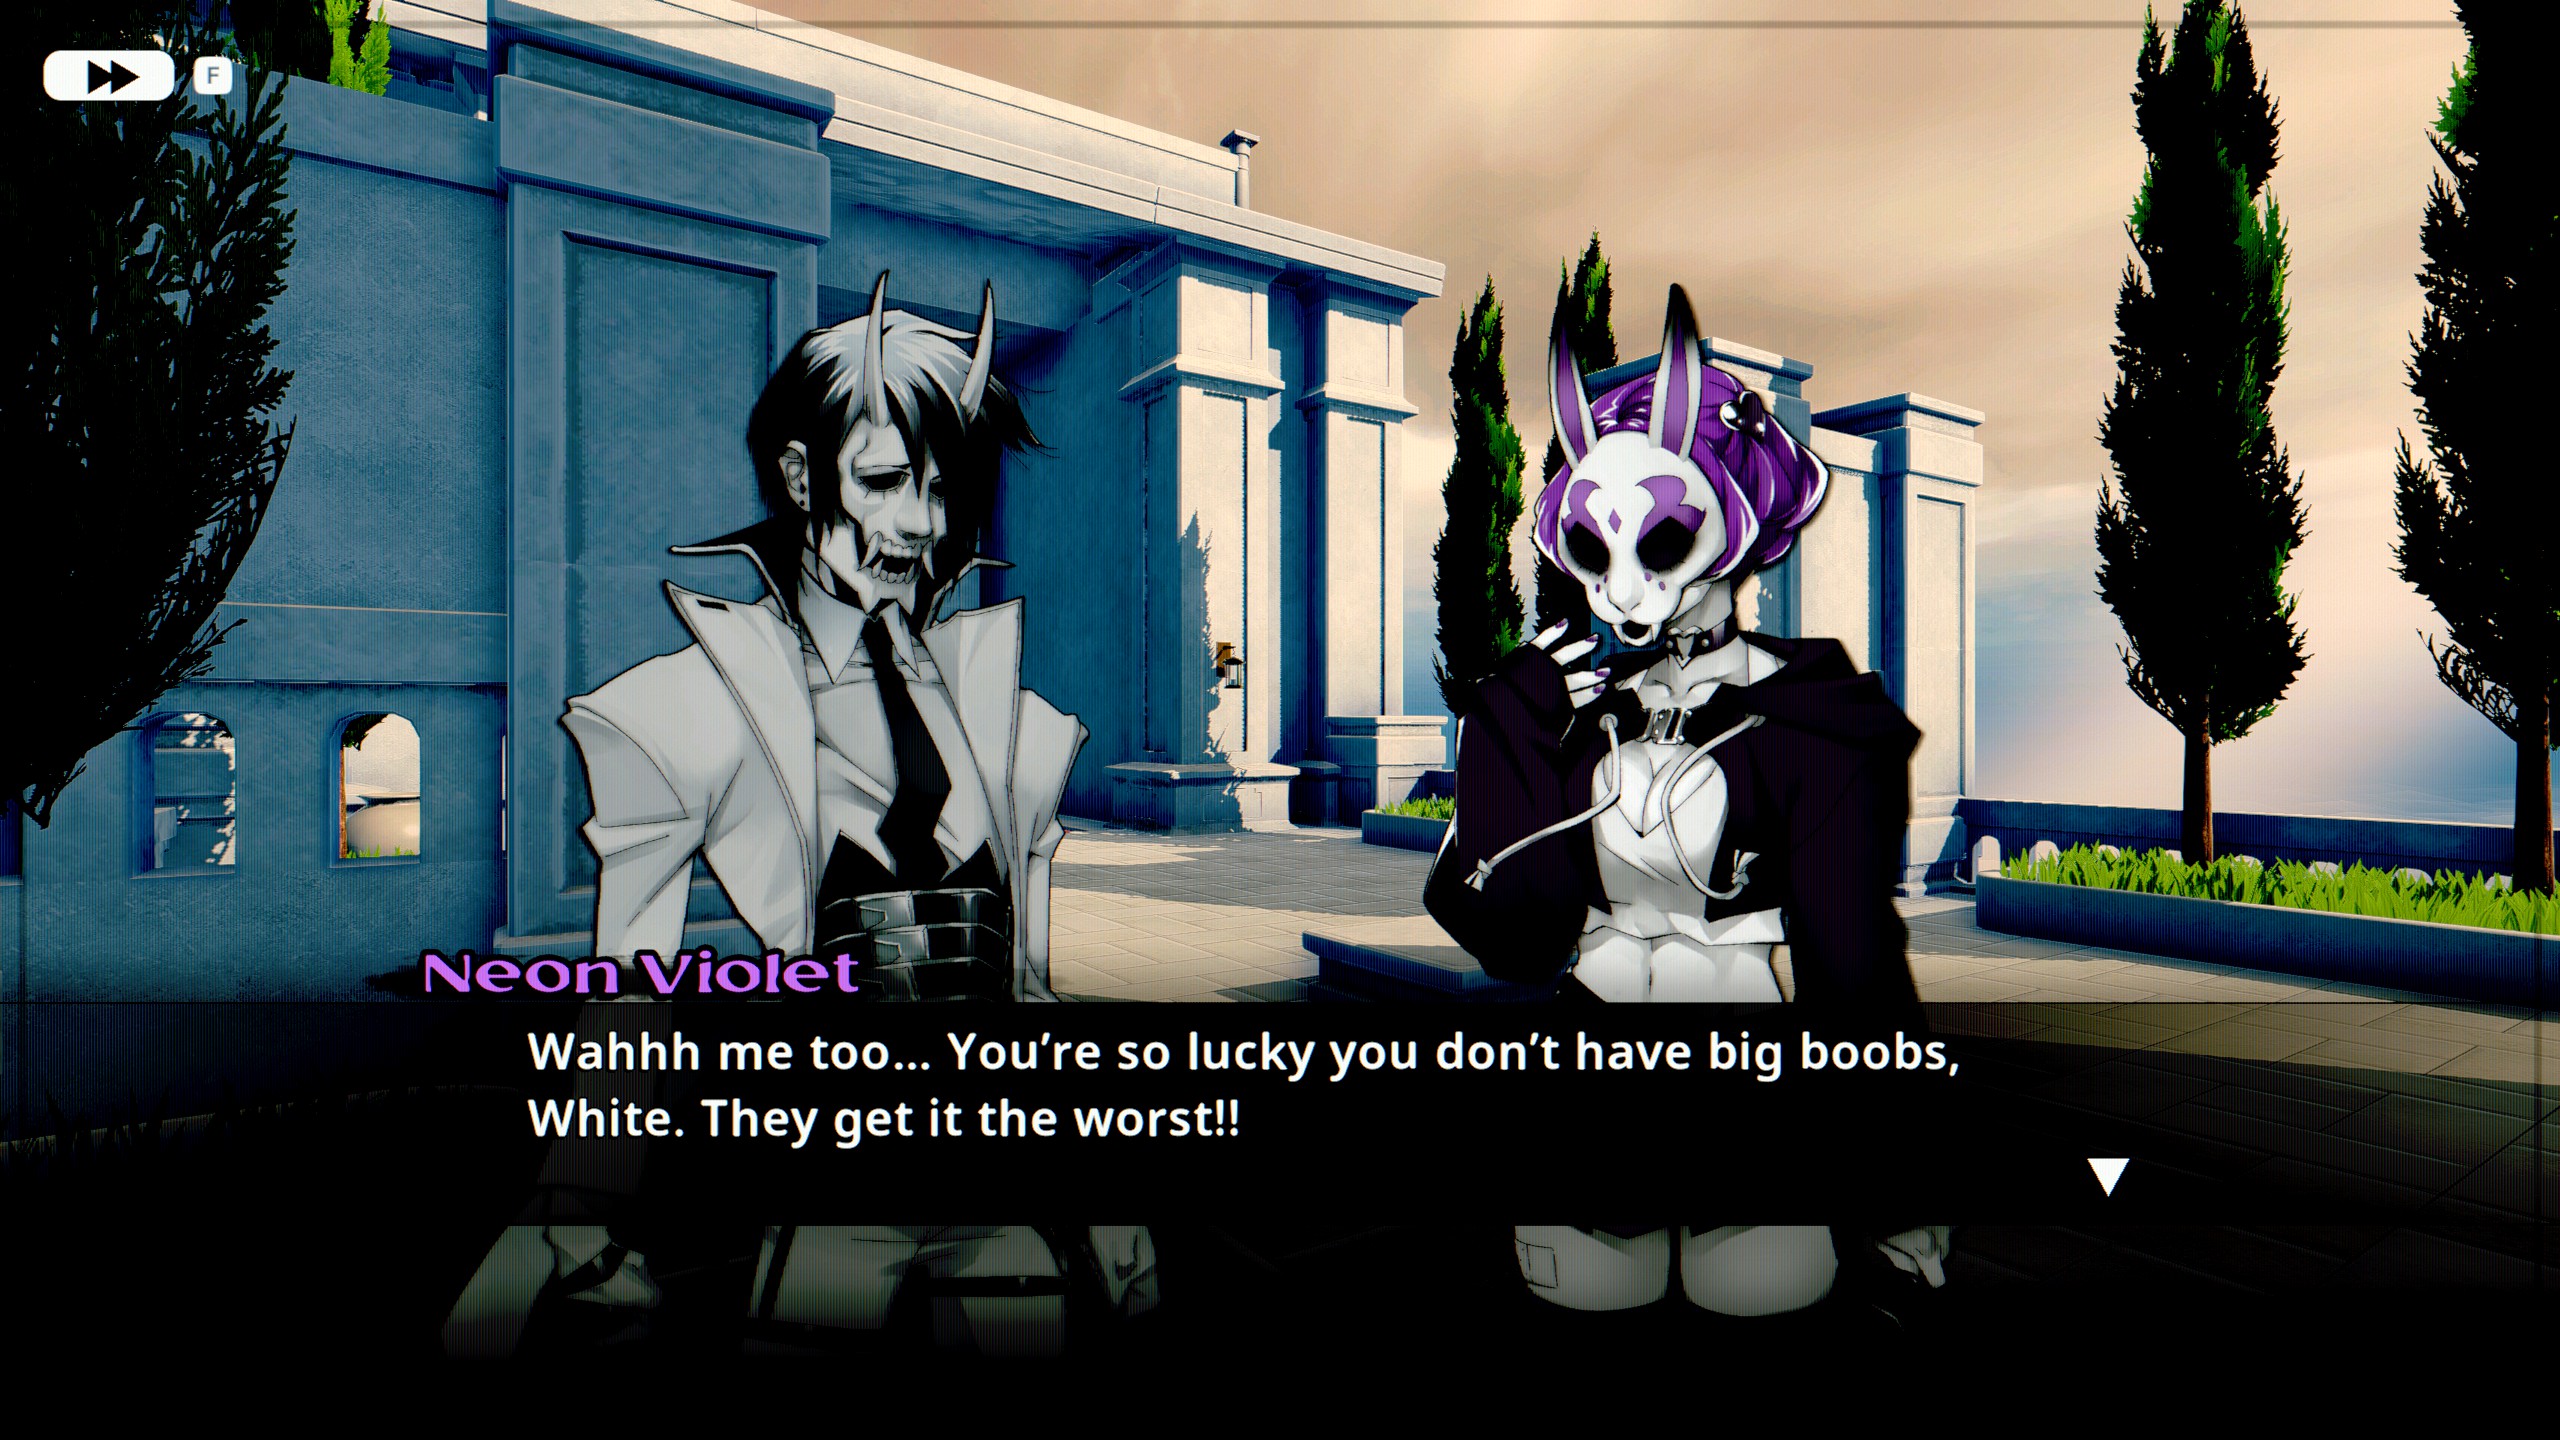 F
Neon Violet
Wahhh me too... You’re so lucky you don’t have big boobs,
White. They get it the worst!!